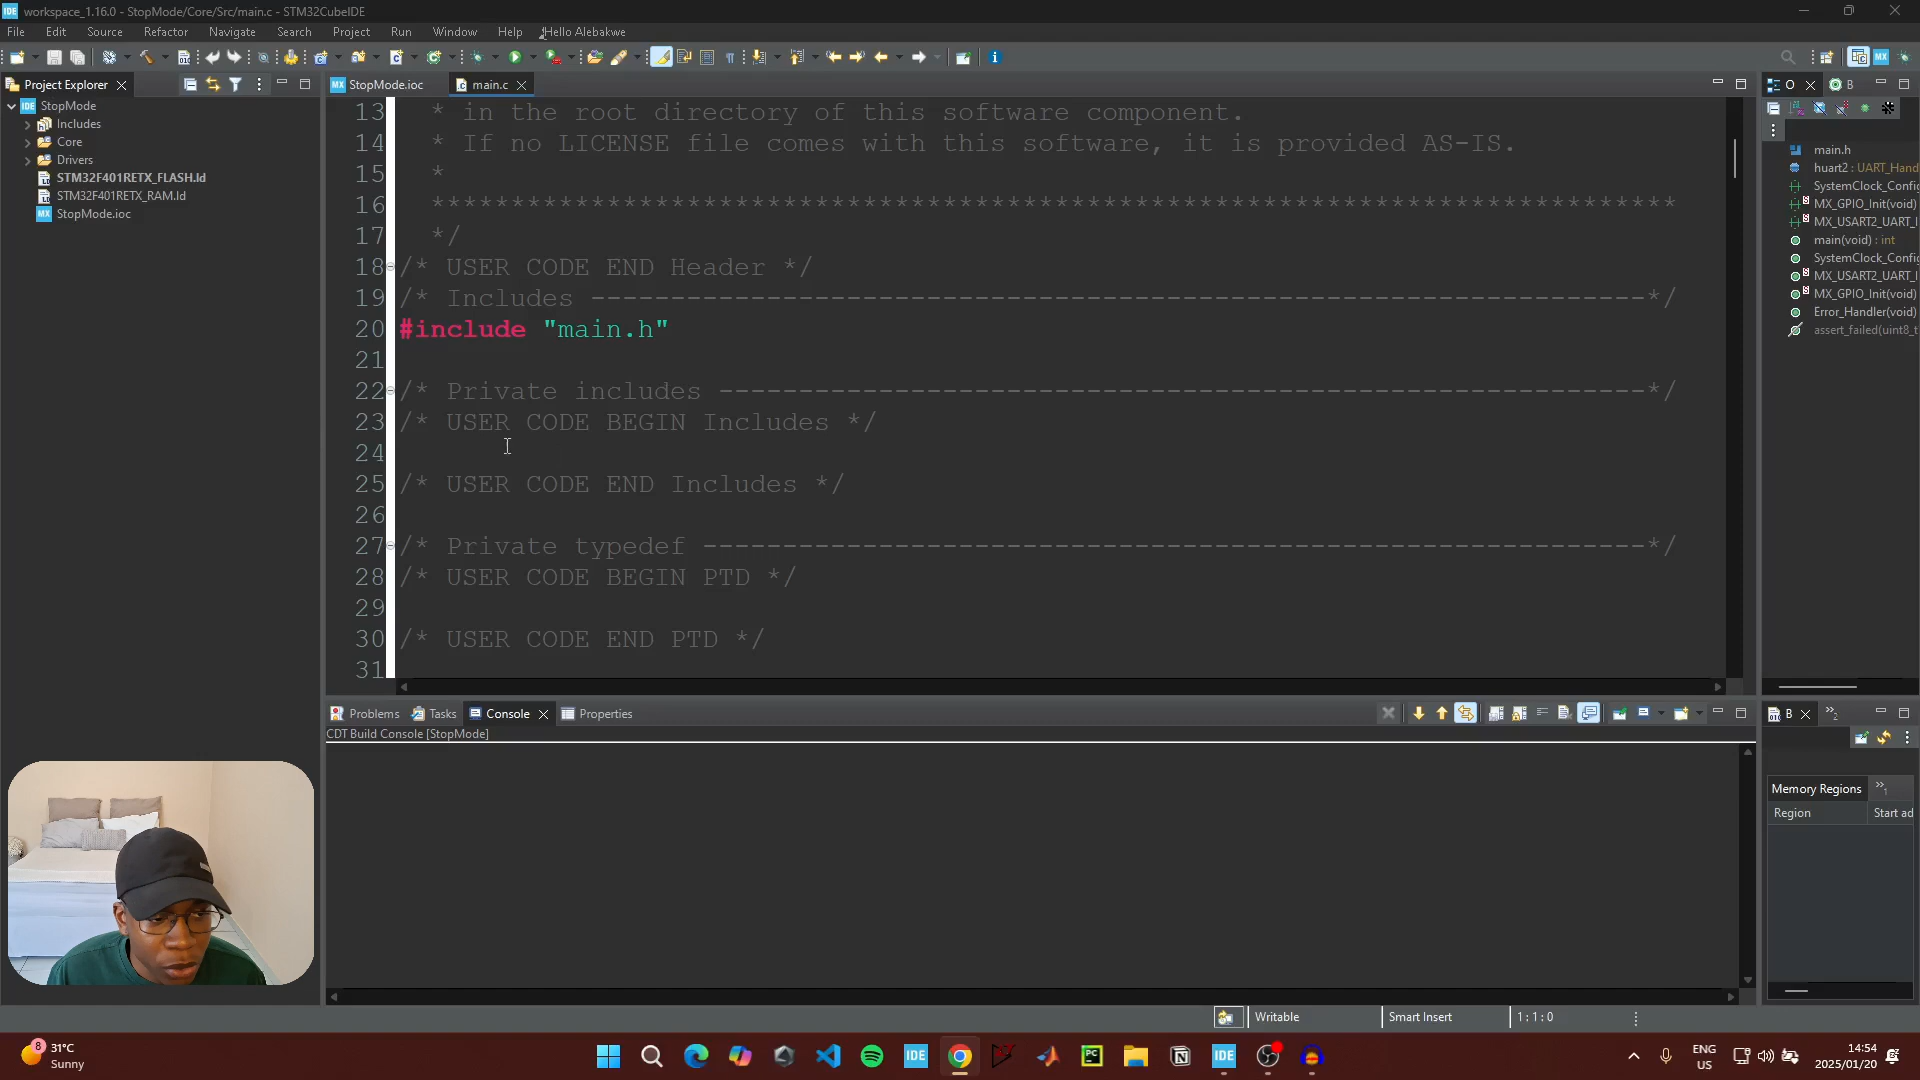 workspace_1.16.0 - StopMode/Core/Src/main.c - STM32CubeIDE
File Edit Source Refactor Navigate Search Project Run Window Help Hello Alebakwe
Project Explorer
StopMode
Includes
Core
Drivers
STM32F401RETX_FLASH.ld
STM32F401RETX_RAM.ld
StopMode.ioc
StopMode.ioc main.c
13 * in the root directory of this software component.
14 * If no LICENSE file comes with this software, it is provided AS-IS.
15 *
16 ******************************************************************************
17 */
18 /* USER CODE END Header */
19 /* Includes ------------------------------------------------------------------*/
20 #include "main.h"
21
22 /* Private includes ----------------------------------------------------------*/
23 /* USER CODE BEGIN Includes */
24
25 /* USER CODE END Includes */
26
27 /* Private typedef -----------------------------------------------------------*/
28 /* USER CODE BEGIN PTD */
29
30 /* USER CODE END PTD */
31
O B
main.h
huart2 : UART_Hand
SystemClock_Config
MX_GPIO_Init(void)
MX_USART2_UART_I
main(void) : int
SystemClock_Config
MX_USART2_UART_I
MX_GPIO_Init(void)
Error_Handler(void)
assert_failed(uint8_t
Problems Tasks Console Properties
CDT Build Console [StopMode]
B
Memory Regions
Region Start ad
Writable Smart Insert 1 : 1 : 0
8 31°C
Sunny
ENG
US
14:54
2025/01/20